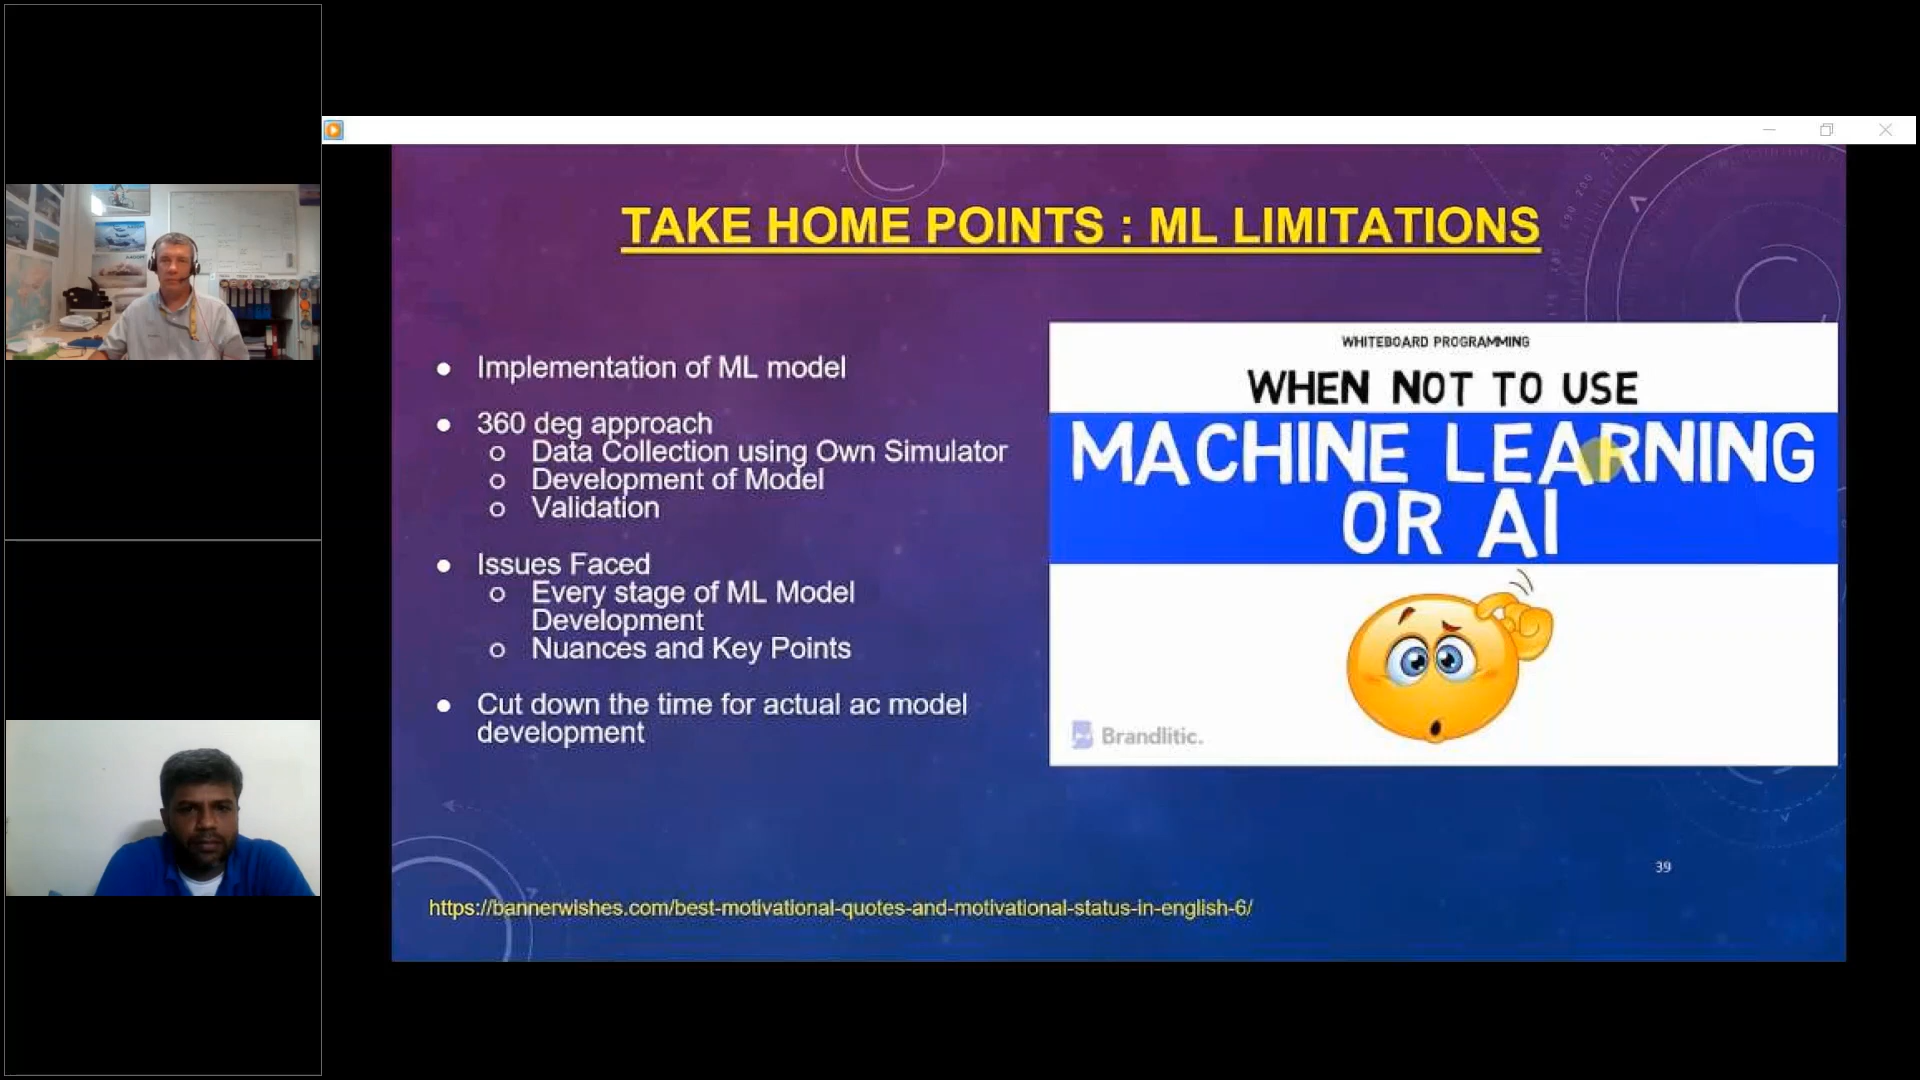 TAKE HOME POINTS : ML LIMITATIONS
Implementation of ML model
360 deg approach
Data Collection using Own Simulator
Development of Model
Validation
Issues Faced
Every stage of ML Model
Development
Nuances and Key Points
Cut down the time for actual ac model
development
WHITEBOARD PROGRAMMING
WHEN NOT TO USE
MACHINE LEARNING
OR AI
Brandlitic.
39
https://bannerwishes.com/best-motivational-quotes-and-motivational-status-in-english-6/